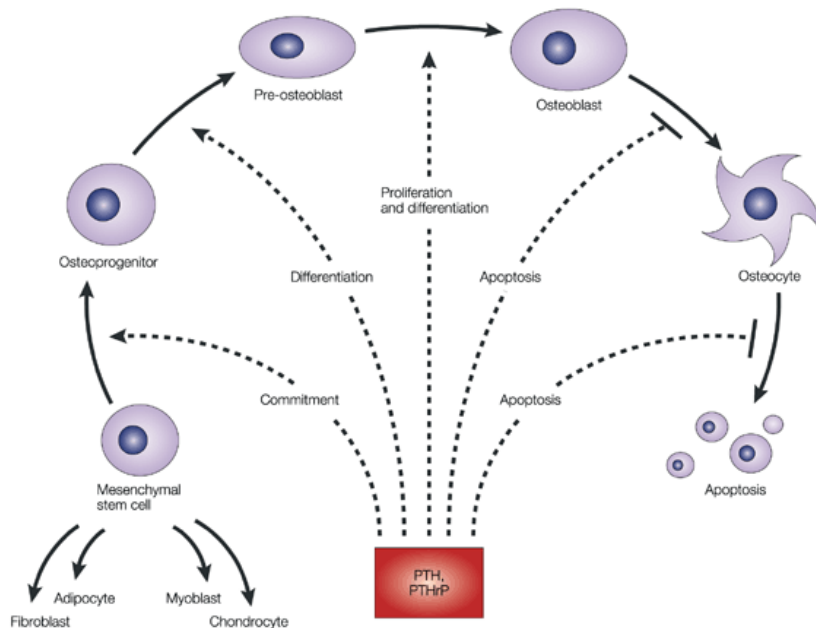 Pre-osteoblast
Osteoblast
Proliferation
and differentiation
Osteoprogenitor
Differentiation
Apoptosis
Osteocyte
Commitment
Apoptosis
Mesenchymal
stem cell
Apoptosis
PTH,
PTHrP
Adipocyte
Myoblast
Fibroblast
Chondrocyte